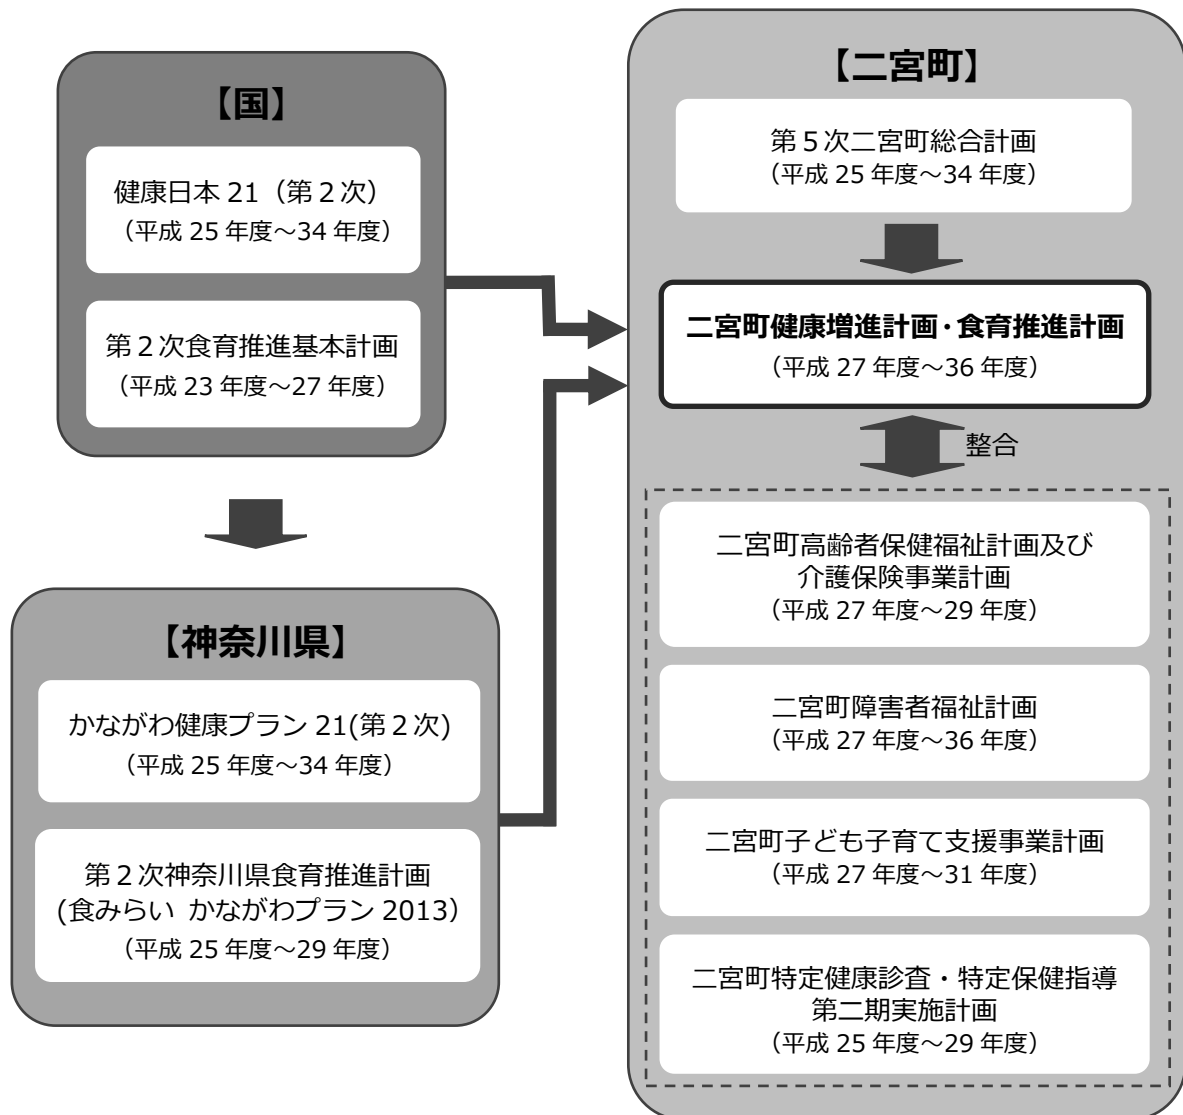 【国】
健康日本 21（第２次）
（平成 25 年度～34 年度）
第２次食育推進基本計画
（平成 23 年度～27 年度）
【神奈川県】
かながわ健康プラン 21(第２次)
（平成 25 年度～34 年度）
第２次神奈川県食育推進計画
(食みらい かながわプラン 2013）
（平成 25 年度～29 年度）
【二宮町】
第５次二宮町総合計画
（平成 25 年度～34 年度）
二宮町健康増進計画・食育推進計画
（平成 27 年度～36 年度）
整合
二宮町高齢者保健福祉計画及び
介護保険事業計画
（平成 27 年度～29 年度）
二宮町障害者福祉計画
（平成 27 年度～36 年度）
二宮町子ども子育て支援事業計画
（平成 27 年度～31 年度）
二宮町特定健康診査・特定保健指導
第二期実施計画
（平成 25 年度～29 年度）